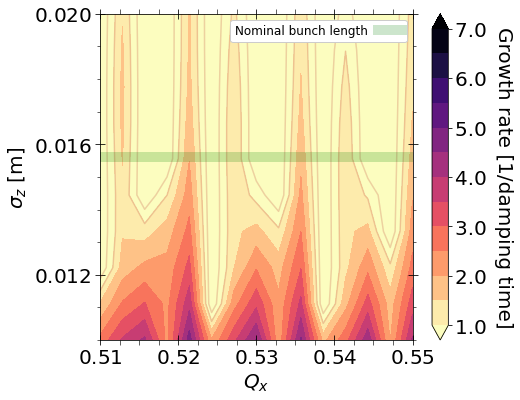 Nominal bunch length
0.020
0.016
0.012
σz [m]
0.51 0.52 0.53 0.54 0.55
Qx
7.0
6.0
5.0
4.0
3.0
2.0
1.0
Growth rate [1/damping time]